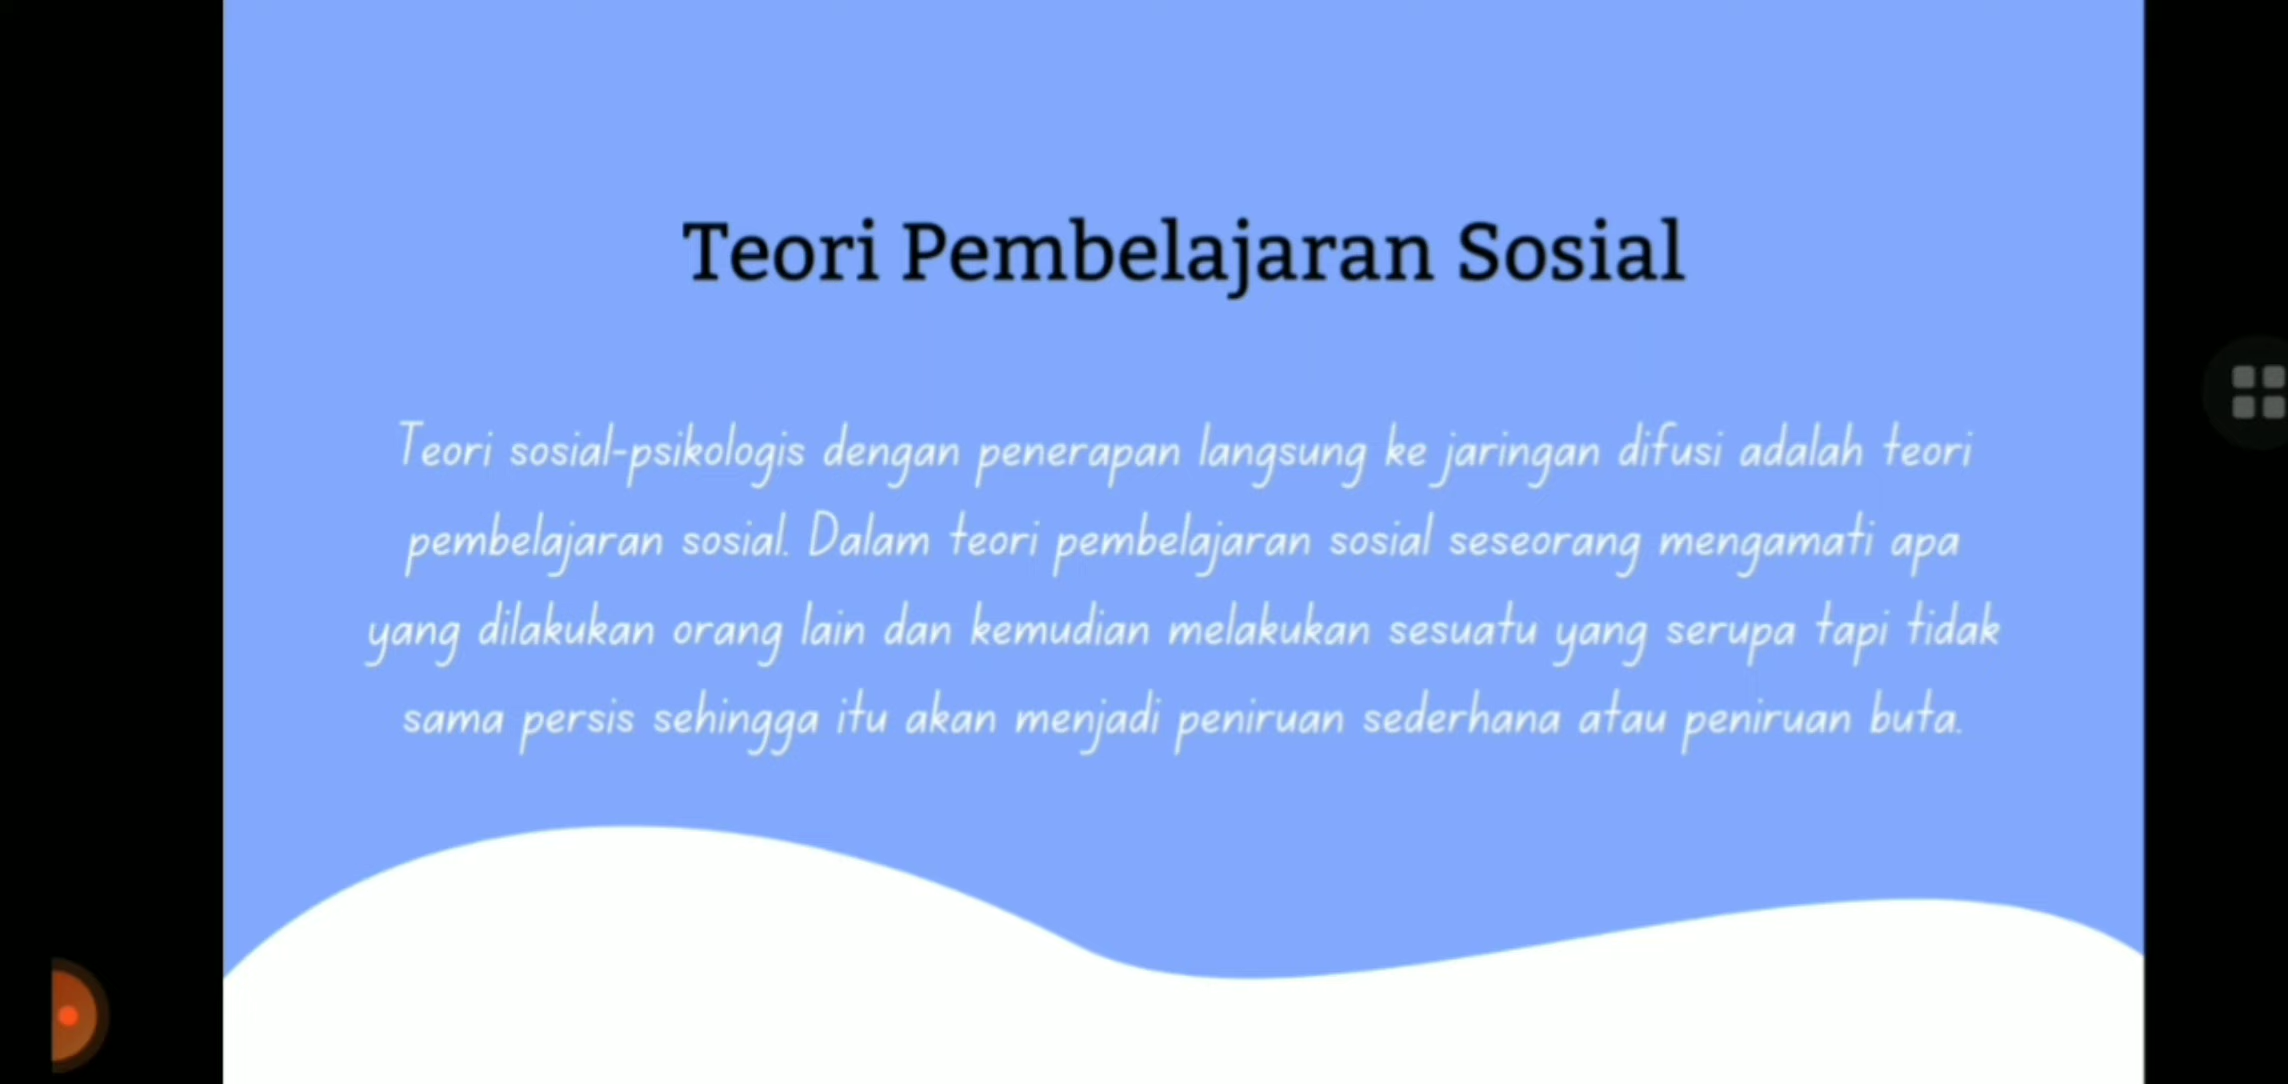 Teori Pembelajaran Sosial
Teori sosial-psikologis dengan penerapan langsung ke jaringan difusi adalah teori
pembelajaran sosial. Dalam teori pembelajaran sosial seseorang mengamati apa
yang dilakukan orang lain dan kemudian melakukan sesuatu yang serupa tapi tidak
sama persis sehingga itu akan menjadi peniruan sederhana atau peniruan buta.